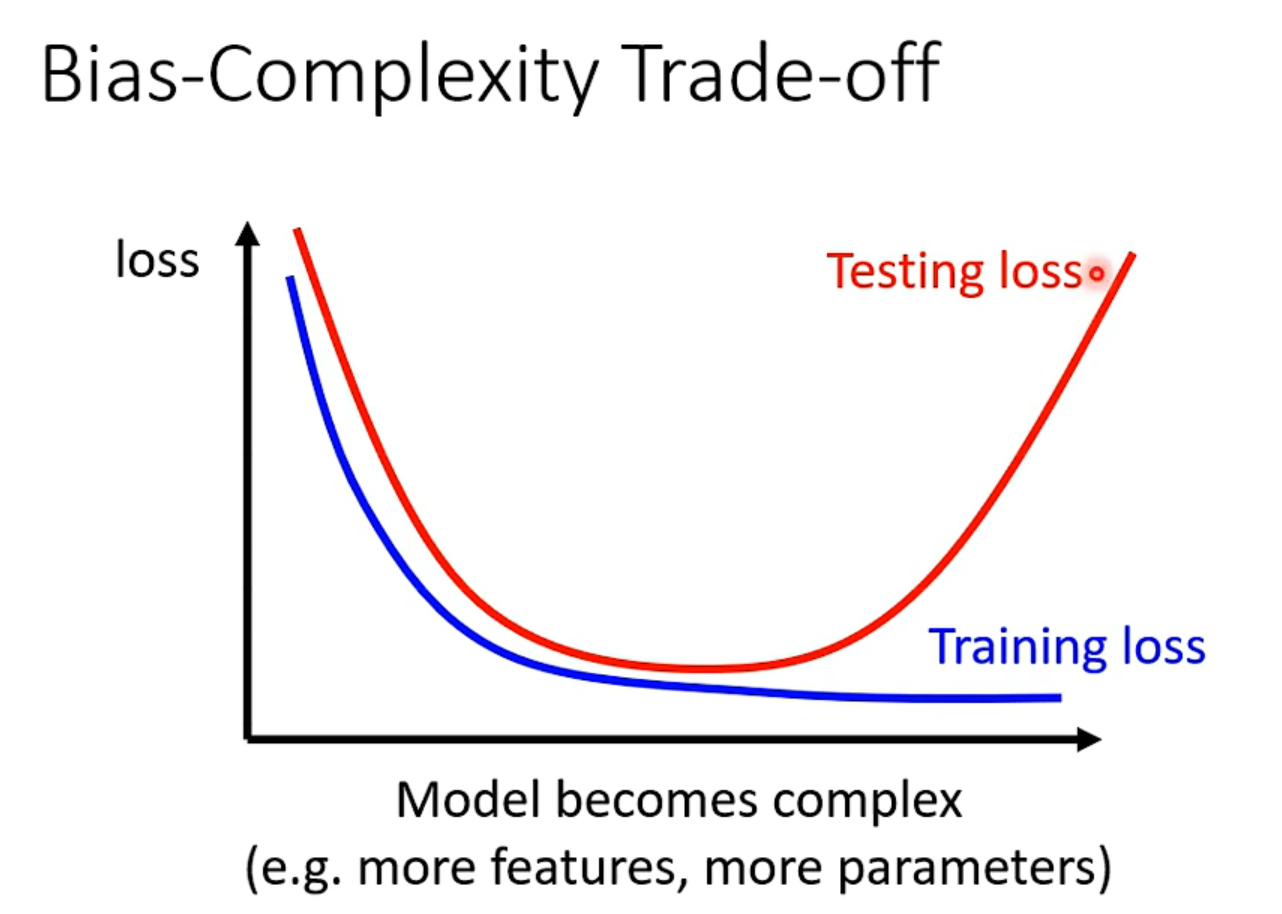 Bias-Complexity Trade-off
loss
Testing loss
Training loss
Model becomes complex
(e.g. more features, more parameters)